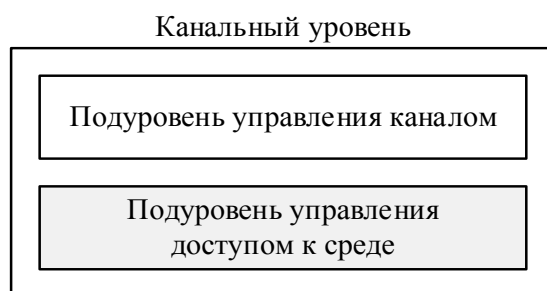 Канальный уровень
Подуровень управления каналом
Подуровень управления
доступом к среде